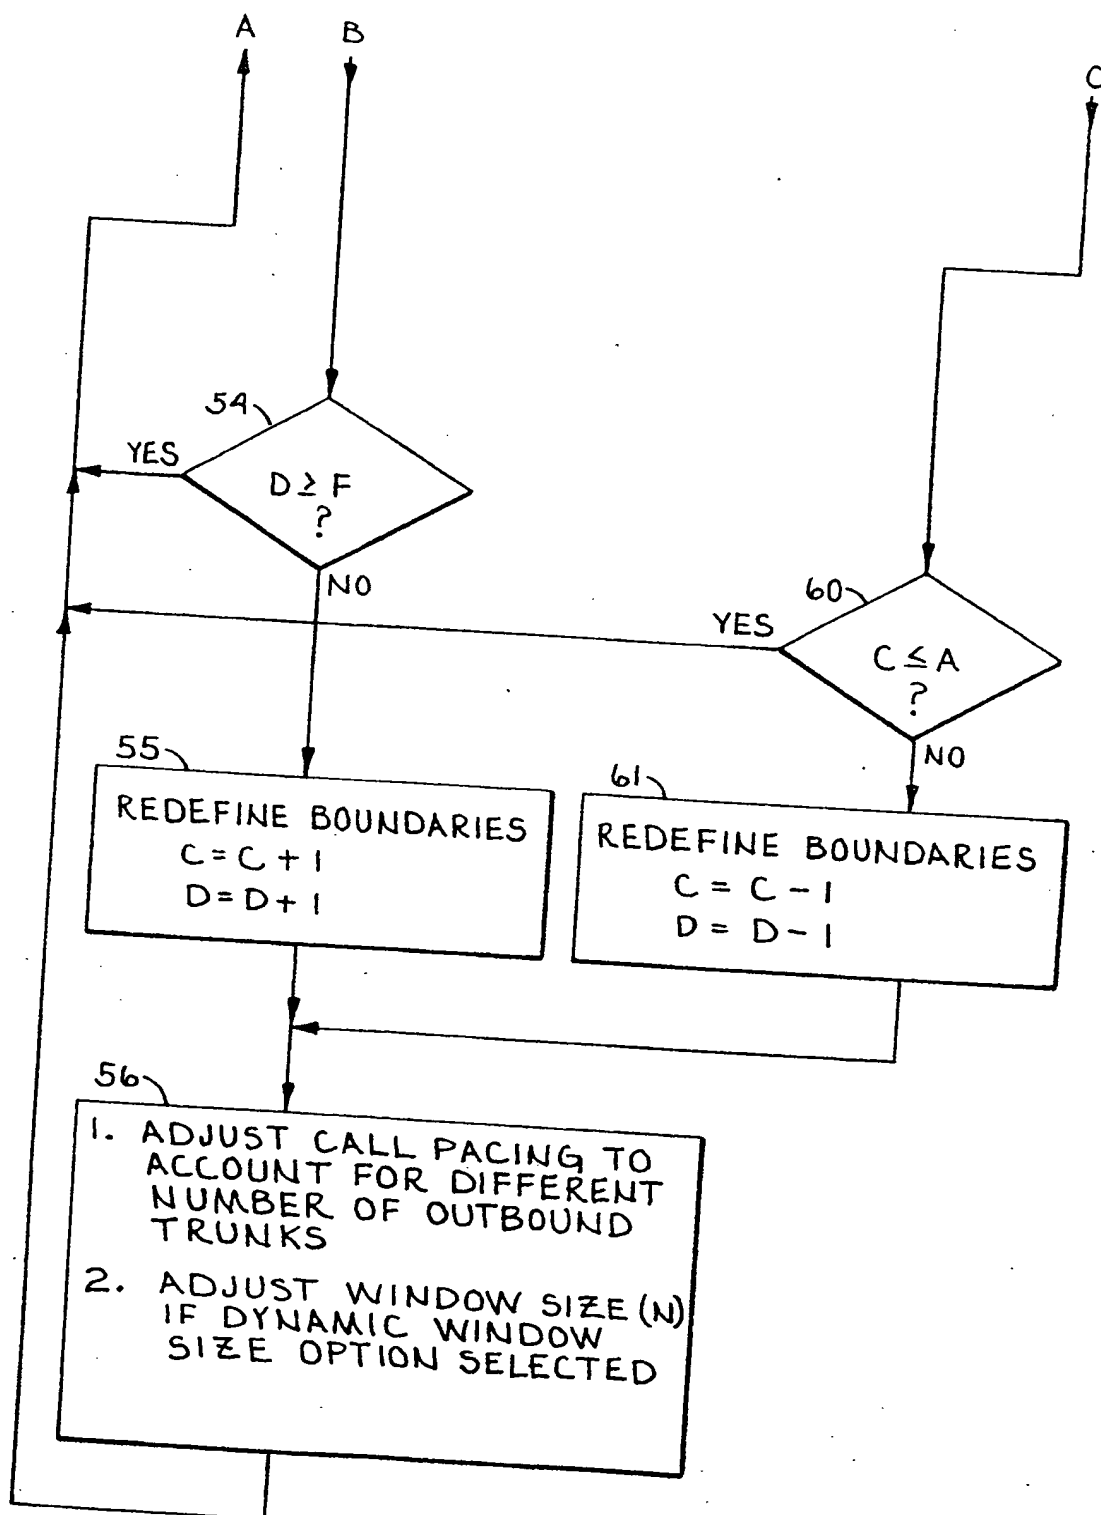 A
B
C
54
YES
D ≥ F
?
NO
60
YES
C ≤ A
?
NO
55
REDEFINE BOUNDARIES
C = C + 1
D = D + 1
61
REDEFINE BOUNDARIES
C = C - 1
D = D - 1
56
1. ADJUST CALL PACING TO
ACCOUNT FOR DIFFERENT
NUMBER OF OUTBOUND
TRUNKS
2. ADJUST WINDOW SIZE (N)
IF DYNAMIC WINDOW
SIZE OPTION SELECTED